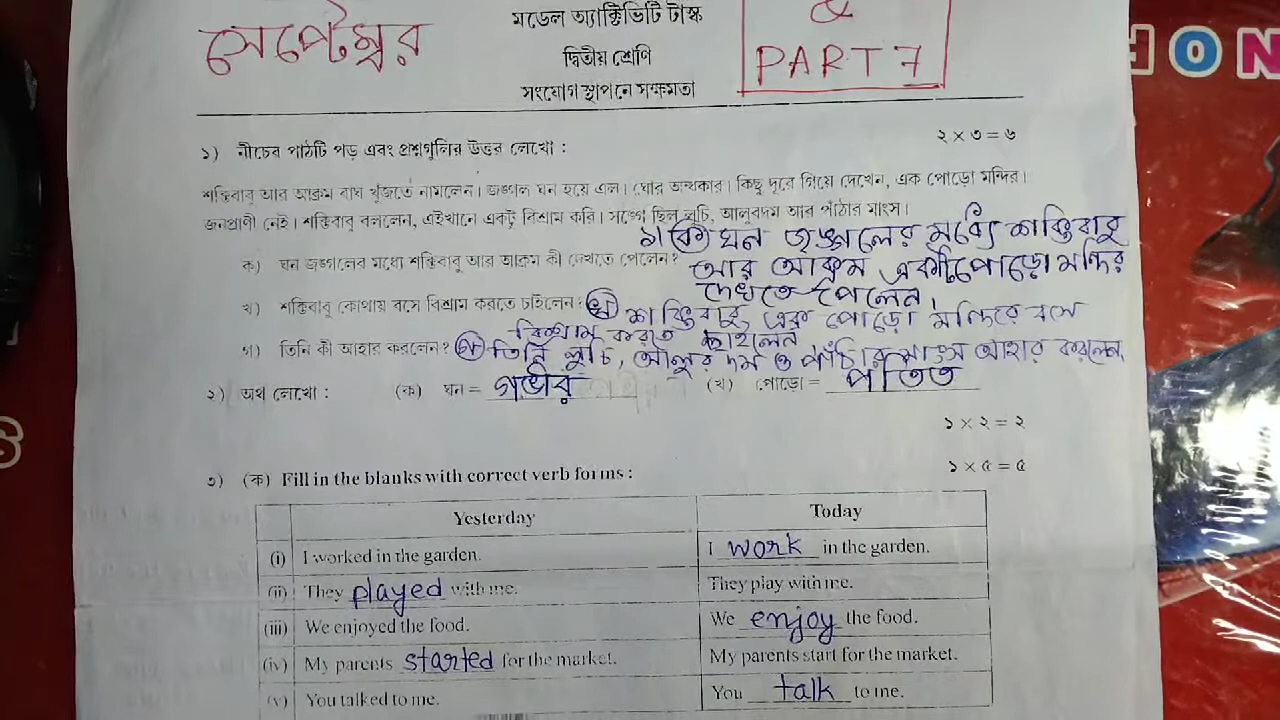 সেপ্টেম্বর
মডেল অ্যাক্টিভিটি টাস্ক
দ্বিতীয় শ্রেণি
সংযোগ স্থাপনে সক্ষমতা
&
PART 7
HON
২ × ৩ = ৬
১) নীচের পাঠটি পড় এবং প্রশ্নগুলির উত্তর লেখো :
শক্তিবাবু আর আক্রম বাঘ খুঁজতে নামলেন। জঙ্গল ঘন হয়ে এল। ঘোর অন্ধকার। কিছু দূরে গিয়ে দেখেন, এক পোড়ো মন্দির।
জনপ্রাণী নেই। শক্তিবাবু বললেন, এইখানে একটু বিশ্রাম করি। সঙ্গে ছিল লুচি, আলুরদম আর পাঁঠার মাংস।
ক) ঘন জঙ্গলের মধ্যে শক্তিবাবু আর আক্রম কী দেখতে পেলেন?
১। (ক) ঘন জঙ্গলের মধ্যে শক্তিবাবু
আর আক্রম একটি পোড়ো মন্দির
দেখতে পেলেন।
খ) শক্তিবাবু কোথায় বসে বিশ্রাম করতে চাইলেন?
(খ) শক্তিবাবু এক পোড়ো মন্দিরে বসে
বিশ্রাম করতে চাইলেন
গ) তিনি কী আহার করলেন?
(গ) তিনি লুচি, আলুর দম ও পাঁঠার মাংস আহার করলেন,
২) অর্থ লেখো : (ক) ঘন = গভীর (খ) পোড়ো = পতিত
১ × ২ = ২
১ × ৫ = ৫
৩) (ক) Fill in the blanks with correct verb forms :
Yesterday Today
(i) I worked in the garden. I work in the garden.
(ii) They played with me. They play with me.
(iii) We enjoyed the food. We enjoy the food.
(iv) My parents started for the market. My parents start for the market.
(v) You talked to me. You talk to me.